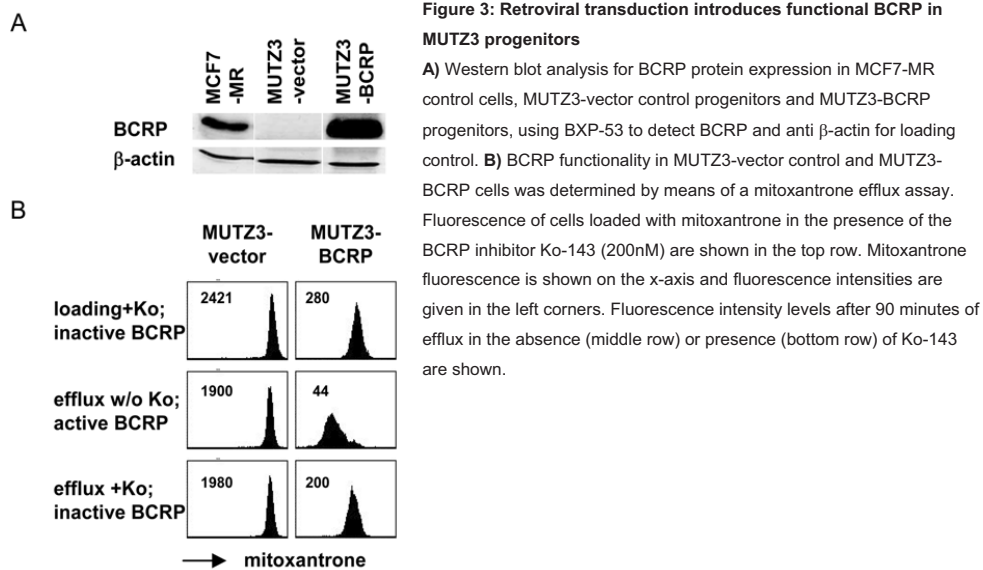 A
MCF7
-MR
MUTZ3
-vector
MUTZ3
-BCRP
BCRP
β-actin
B
MUTZ3-
vector
MUTZ3-
BCRP
loading+Ko;
inactive BCRP
2421
280
efflux w/o Ko;
active BCRP
1900
44
efflux +Ko;
inactive BCRP
1980
200
mitoxantrone
Figure 3: Retroviral transduction introduces functional BCRP in
MUTZ3 progenitors
A) Western blot analysis for BCRP protein expression in MCF7-MR
control cells, MUTZ3-vector control progenitors and MUTZ3-BCRP
progenitors, using BXP-53 to detect BCRP and anti β-actin for loading
control. B) BCRP functionality in MUTZ3-vector control and MUTZ3-
BCRP cells was determined by means of a mitoxantrone efflux assay.
Fluorescence of cells loaded with mitoxantrone in the presence of the
BCRP inhibitor Ko-143 (200nM) are shown in the top row. Mitoxantrone
fluorescence is shown on the x-axis and fluorescence intensities are
given in the left corners. Fluorescence intensity levels after 90 minutes of
efflux in the absence (middle row) or presence (bottom row) of Ko-143
are shown.